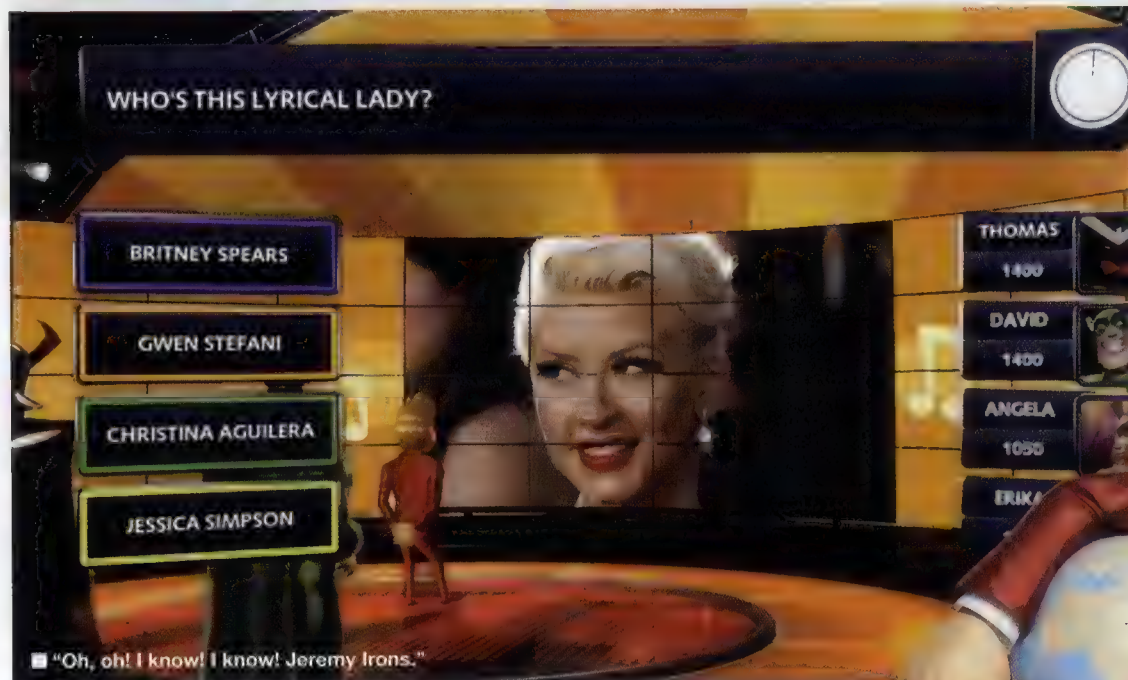 WHO'S THIS LYRICAL LADY?
BRITNEY SPEARS
GWEN STEFANI
CHRISTINA AGUILERA
JESSICA SIMPSON
THOMAS
1400
DAVID
1400
ANGELA
1050
ERIKA
"Oh, oh! I know! I know! Jeremy Irons."